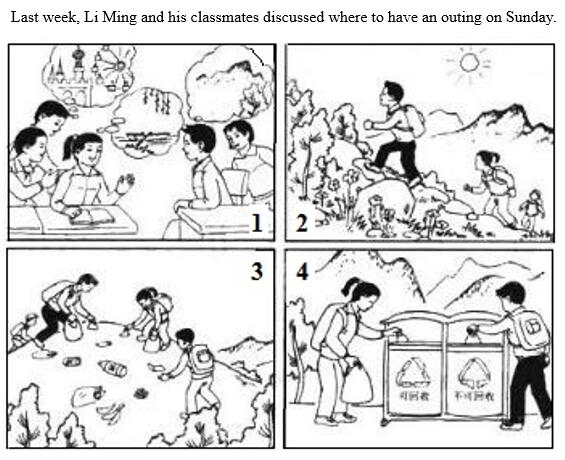 Last week, Li Ming and his classmates discussed where to have an outing on Sunday.
1
2
3
4
可回收
不可回收